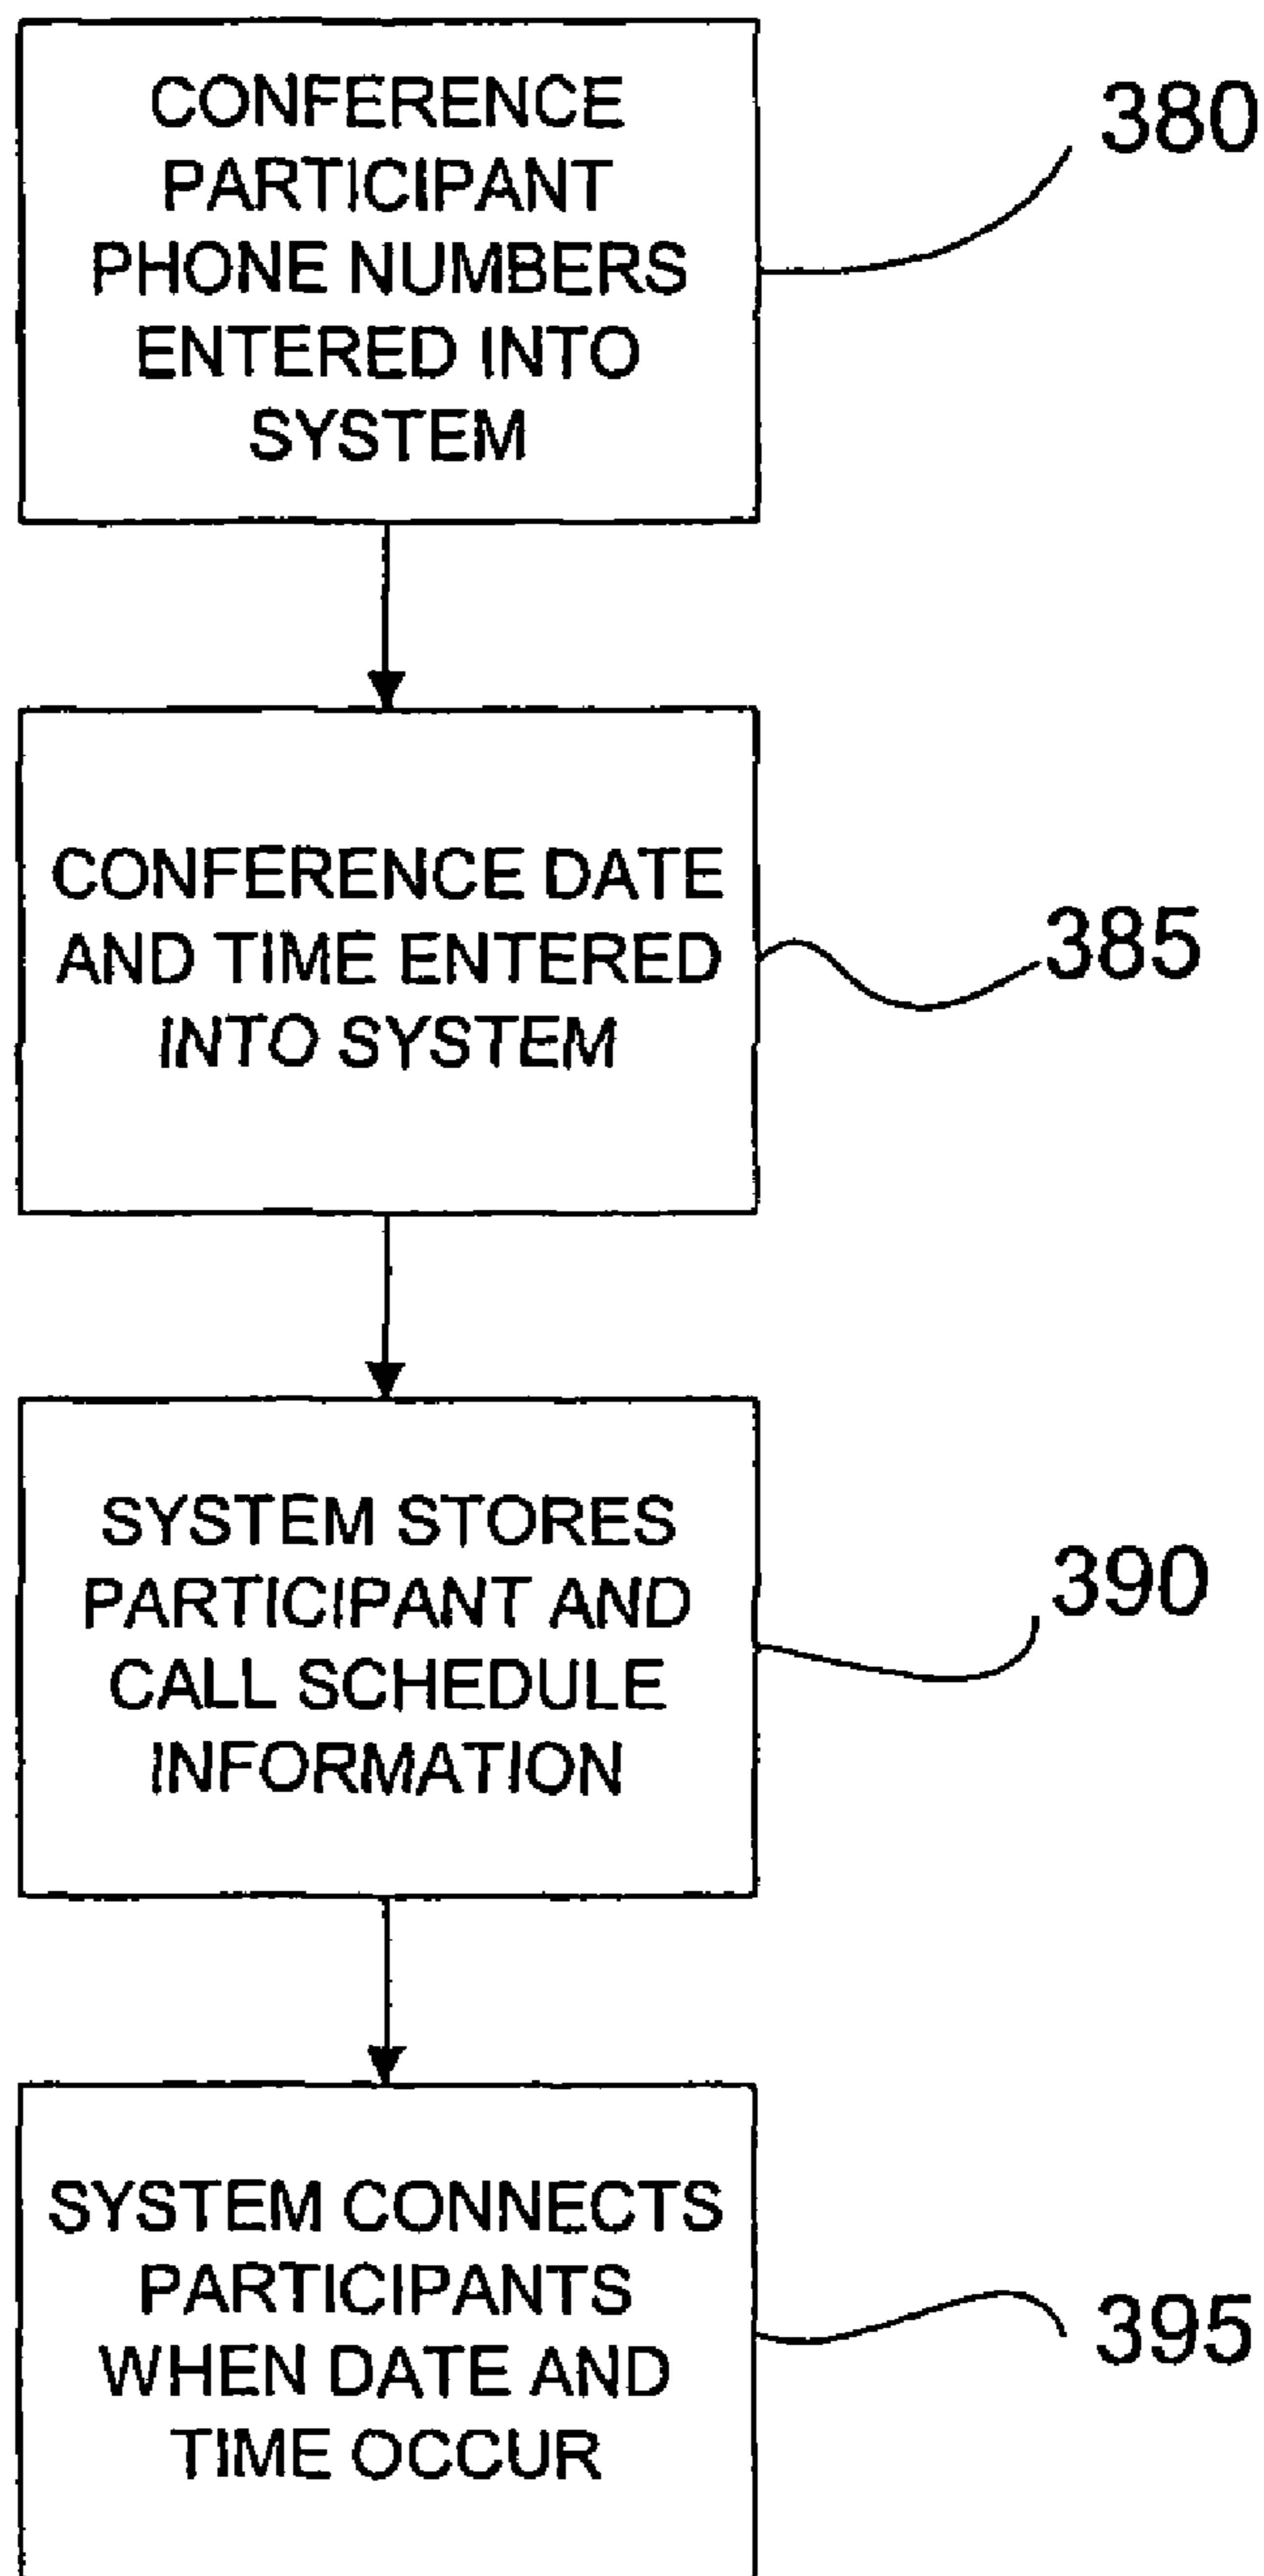 CONFERENCE
PARTICIPANT
PHONE NUMBERS
ENTERED INTO
SYSTEM
380
CONFERENCE DATE
AND TIME ENTERED
INTO SYSTEM
385
SYSTEM STORES
PARTICIPANT AND
CALL SCHEDULE
INFORMATION
390
SYSTEM CONNECTS
PARTICIPANTS
WHEN DATE AND
TIME OCCUR
395